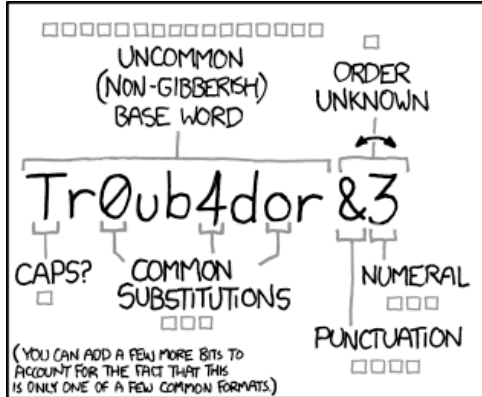 UNCOMMON
(NON-GIBBERISH)
BASE WORD
ORDER
UNKNOWN
Tr0ub4dor &3
CAPS?
COMMON
SUBSTITUTIONS
NUMERAL
PUNCTUATION
(YOU CAN ADD A FEW MORE BITS TO
ACCOUNT FOR THE FACT THAT THIS
IS ONLY ONE OF A FEW COMMON FORMATS.)